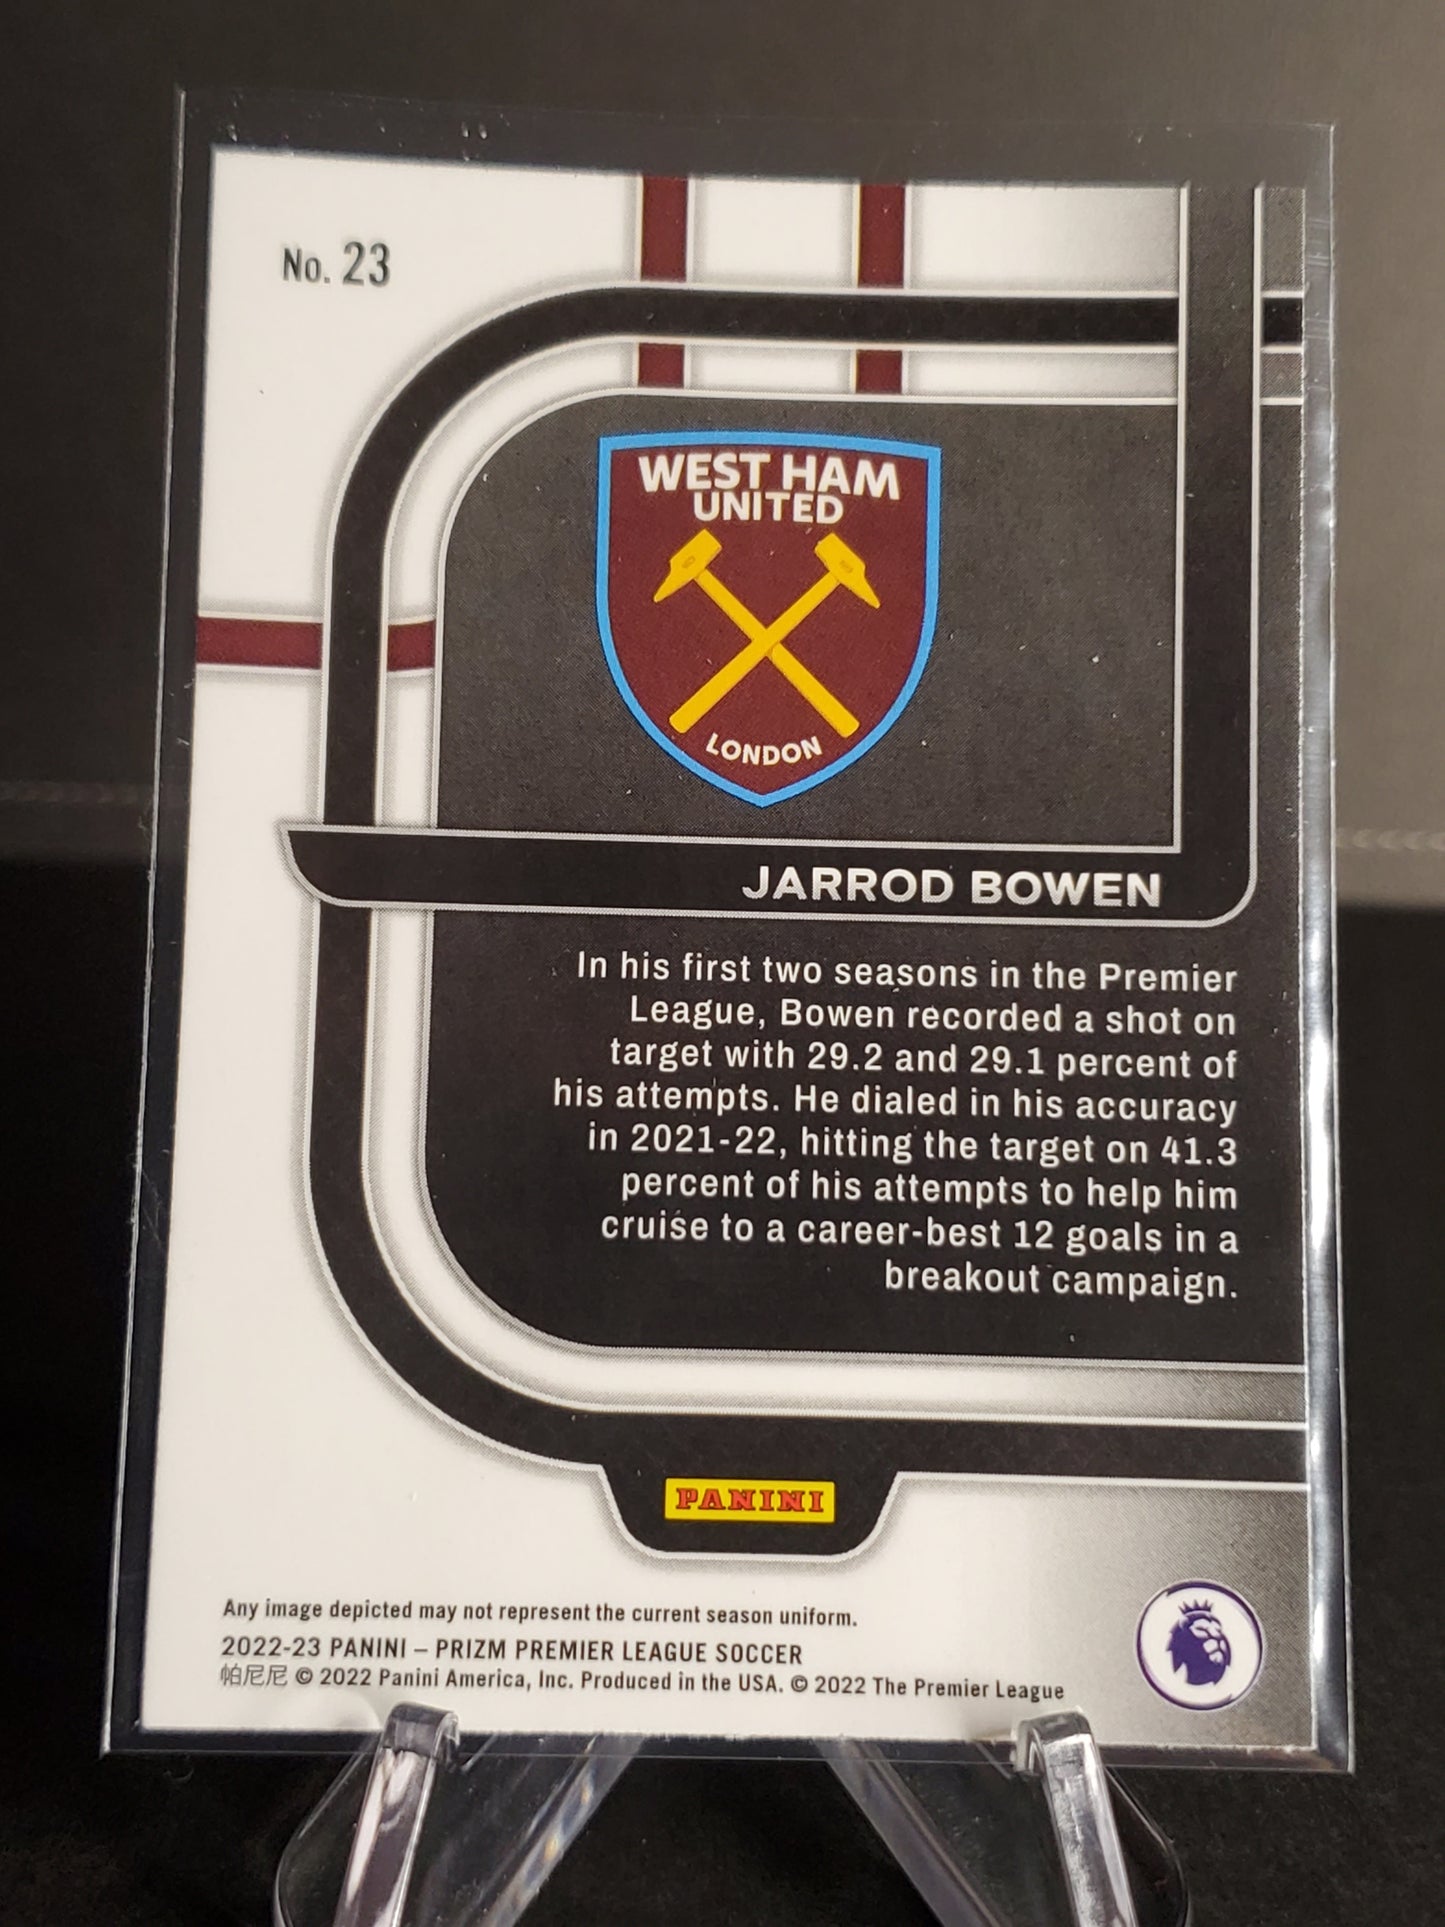 No. 23
WEST HAM
UNITED
LONDON
JARROD BOWEN
In his first two seasons in the Premier
League, Bowen recorded a shot on
target with 29.2 and 29.1 percent of
his attempts. He dialed in his accuracy
in 2021-22, hitting the target on 41.3
percent of his attempts to help him
cruise to a career-best 12 goals in a
breakout campaign.
PANINI
Any image depicted may not represent the current season uniform.
2022-23 PANINI – PRIZM PREMIER LEAGUE SOCCER
帕尼尼 © 2022 Panini America, Inc. Produced in the USA. © 2022 The Premier League